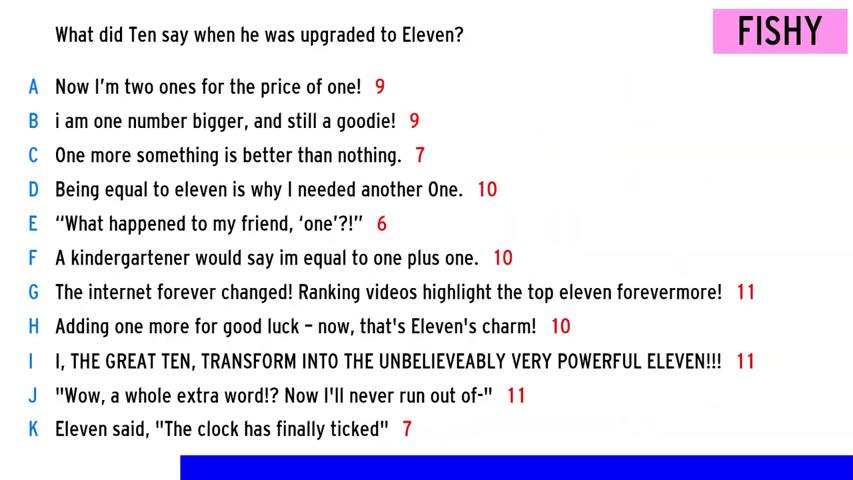 What did Ten say when he was upgraded to Eleven?
FISHY
A Now I'm two ones for the price of one! 9
B i am one number bigger, and still a goodie! 9
C One more something is better than nothing. 7
D Being equal to eleven is why I needed another One. 10
E “What happened to my friend, ‘one’?!” 6
F A kindergartener would say im equal to one plus one. 10
G The internet forever changed! Ranking videos highlight the top eleven forevermore! 11
H Adding one more for good luck – now, that's Eleven's charm! 10
I I, THE GREAT TEN, TRANSFORM INTO THE UNBELIEVEABLY VERY POWERFUL ELEVEN!!! 11
J "Wow, a whole extra word!? Now I'll never run out of-" 11
K Eleven said, "The clock has finally ticked" 7